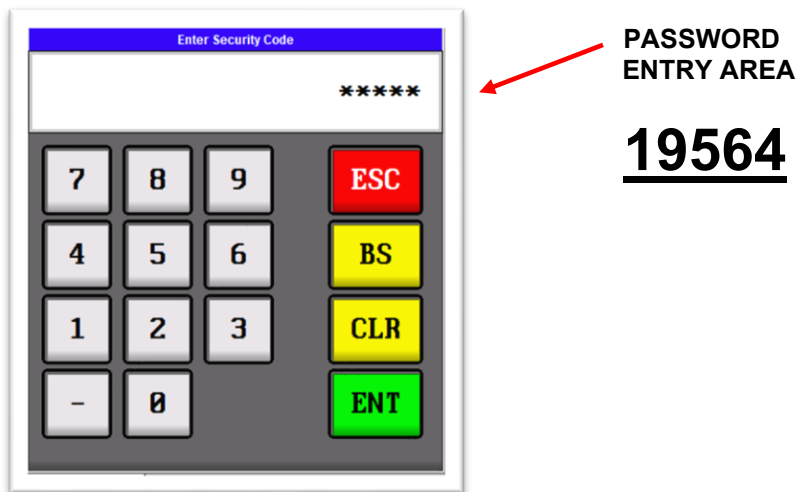 Enter Security Code
*****
PASSWORD
ENTRY AREA
19564
7 8 9 ESC
4 5 6 BS
1 2 3 CLR
- 0 ENT